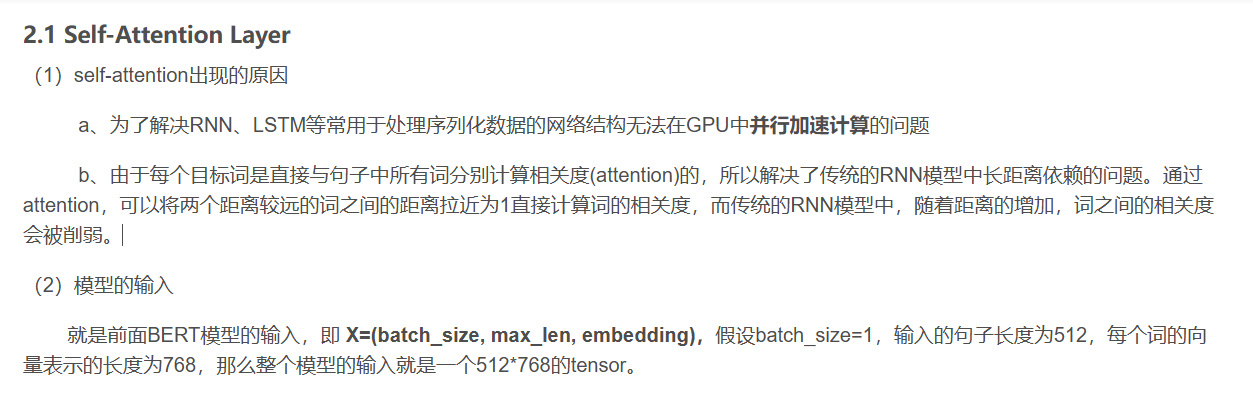 2.1 Self-Attention Layer
（1）self-attention出现的原因
a、为了解决RNN、LSTM等常用于处理序列化数据的网络结构无法在GPU中并行加速计算的问题
b、由于每个目标词是直接与句子中所有词分别计算相关度(attention)的，所以解决了传统的RNN模型中长距离依赖的问题。通过
attention，可以将两个距离较远的词之间的距离拉近为1直接计算词的相关度，而传统的RNN模型中，随着距离的增加，词之间的相关度
会被削弱。
（2）模型的输入
就是前面BERT模型的输入，即 X=(batch_size, max_len, embedding)，假设batch_size=1，输入的句子长度为512，每个词的向
量表示的长度为768，那么整个模型的输入就是一个512*768的tensor。